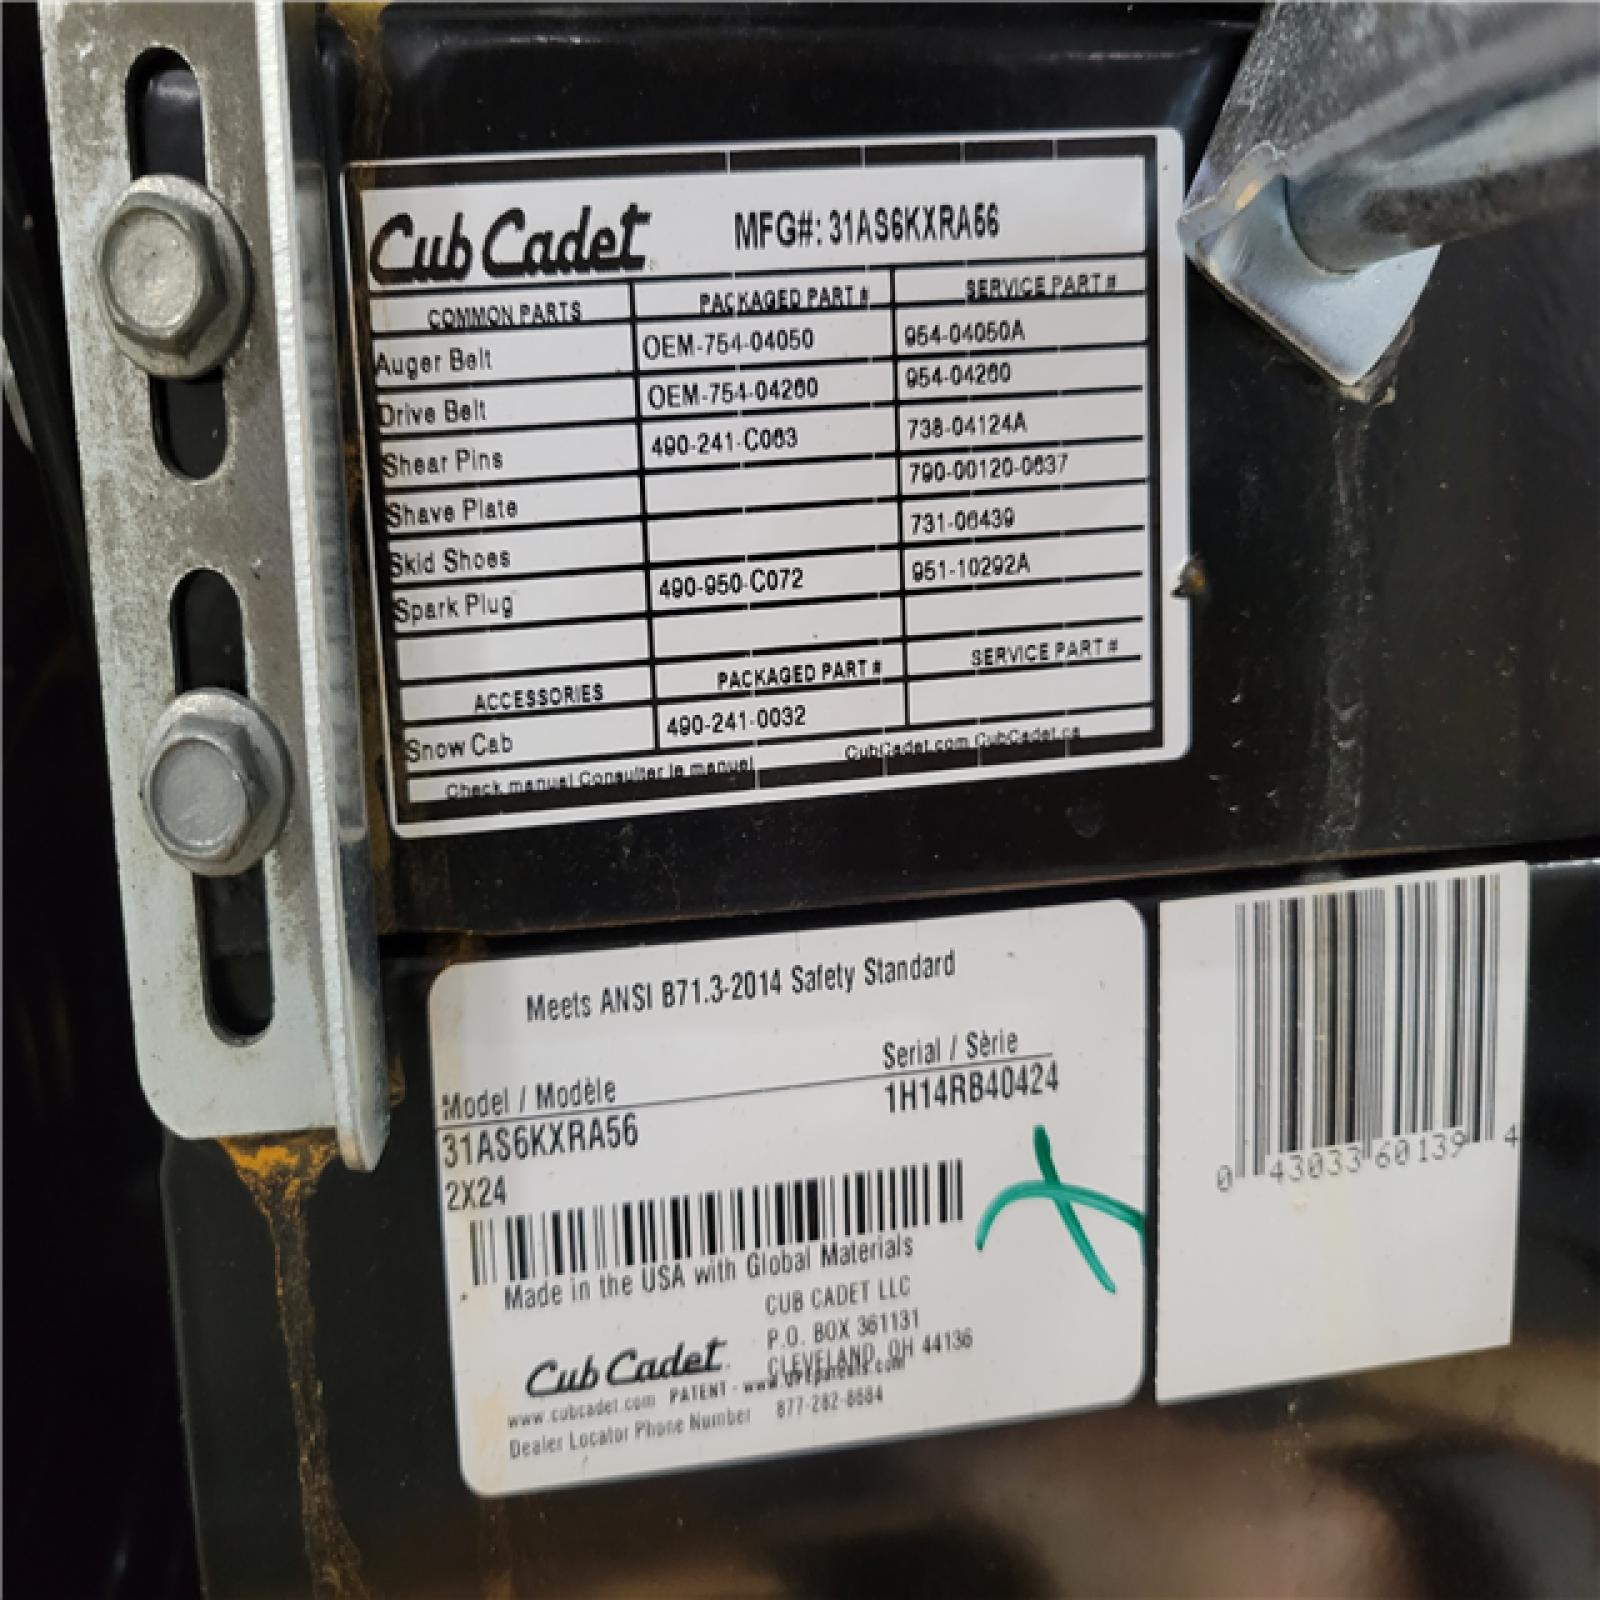 Cub Cadet MFG#: 31AS6KXRA56
COMMON PARTS PACKAGED PART # SERVICE PART #
Auger Belt OEM-754-04050 954-04050A
Drive Belt OEM-754-04260 954-04260
Shear Pins 490-241-C063 738-04124A
Shave Plate 790-00120-0637
Skid Shoes 731-06439
Spark Plug 490-950-C072 951-10292A
ACCESSORIES PACKAGED PART # SERVICE PART #
Snow Cab 490-241-0032
Check manual Consulter le manuel CubCadet.com CubCadet.ca
Meets ANSI B71.3-2014 Safety Standard
Model / Modèle Serial / Sèrie
31AS6KXRA56 1H14RB40424
2X24
Made in the USA with Global Materials
CUB CADET LLC
P.O. BOX 361131
Cub Cadet. CLEVELAND, OH 44136
www.cubcadet.com PATENT -
Dealer Locator Phone Number 877-282-8684
0 43033 60139 4